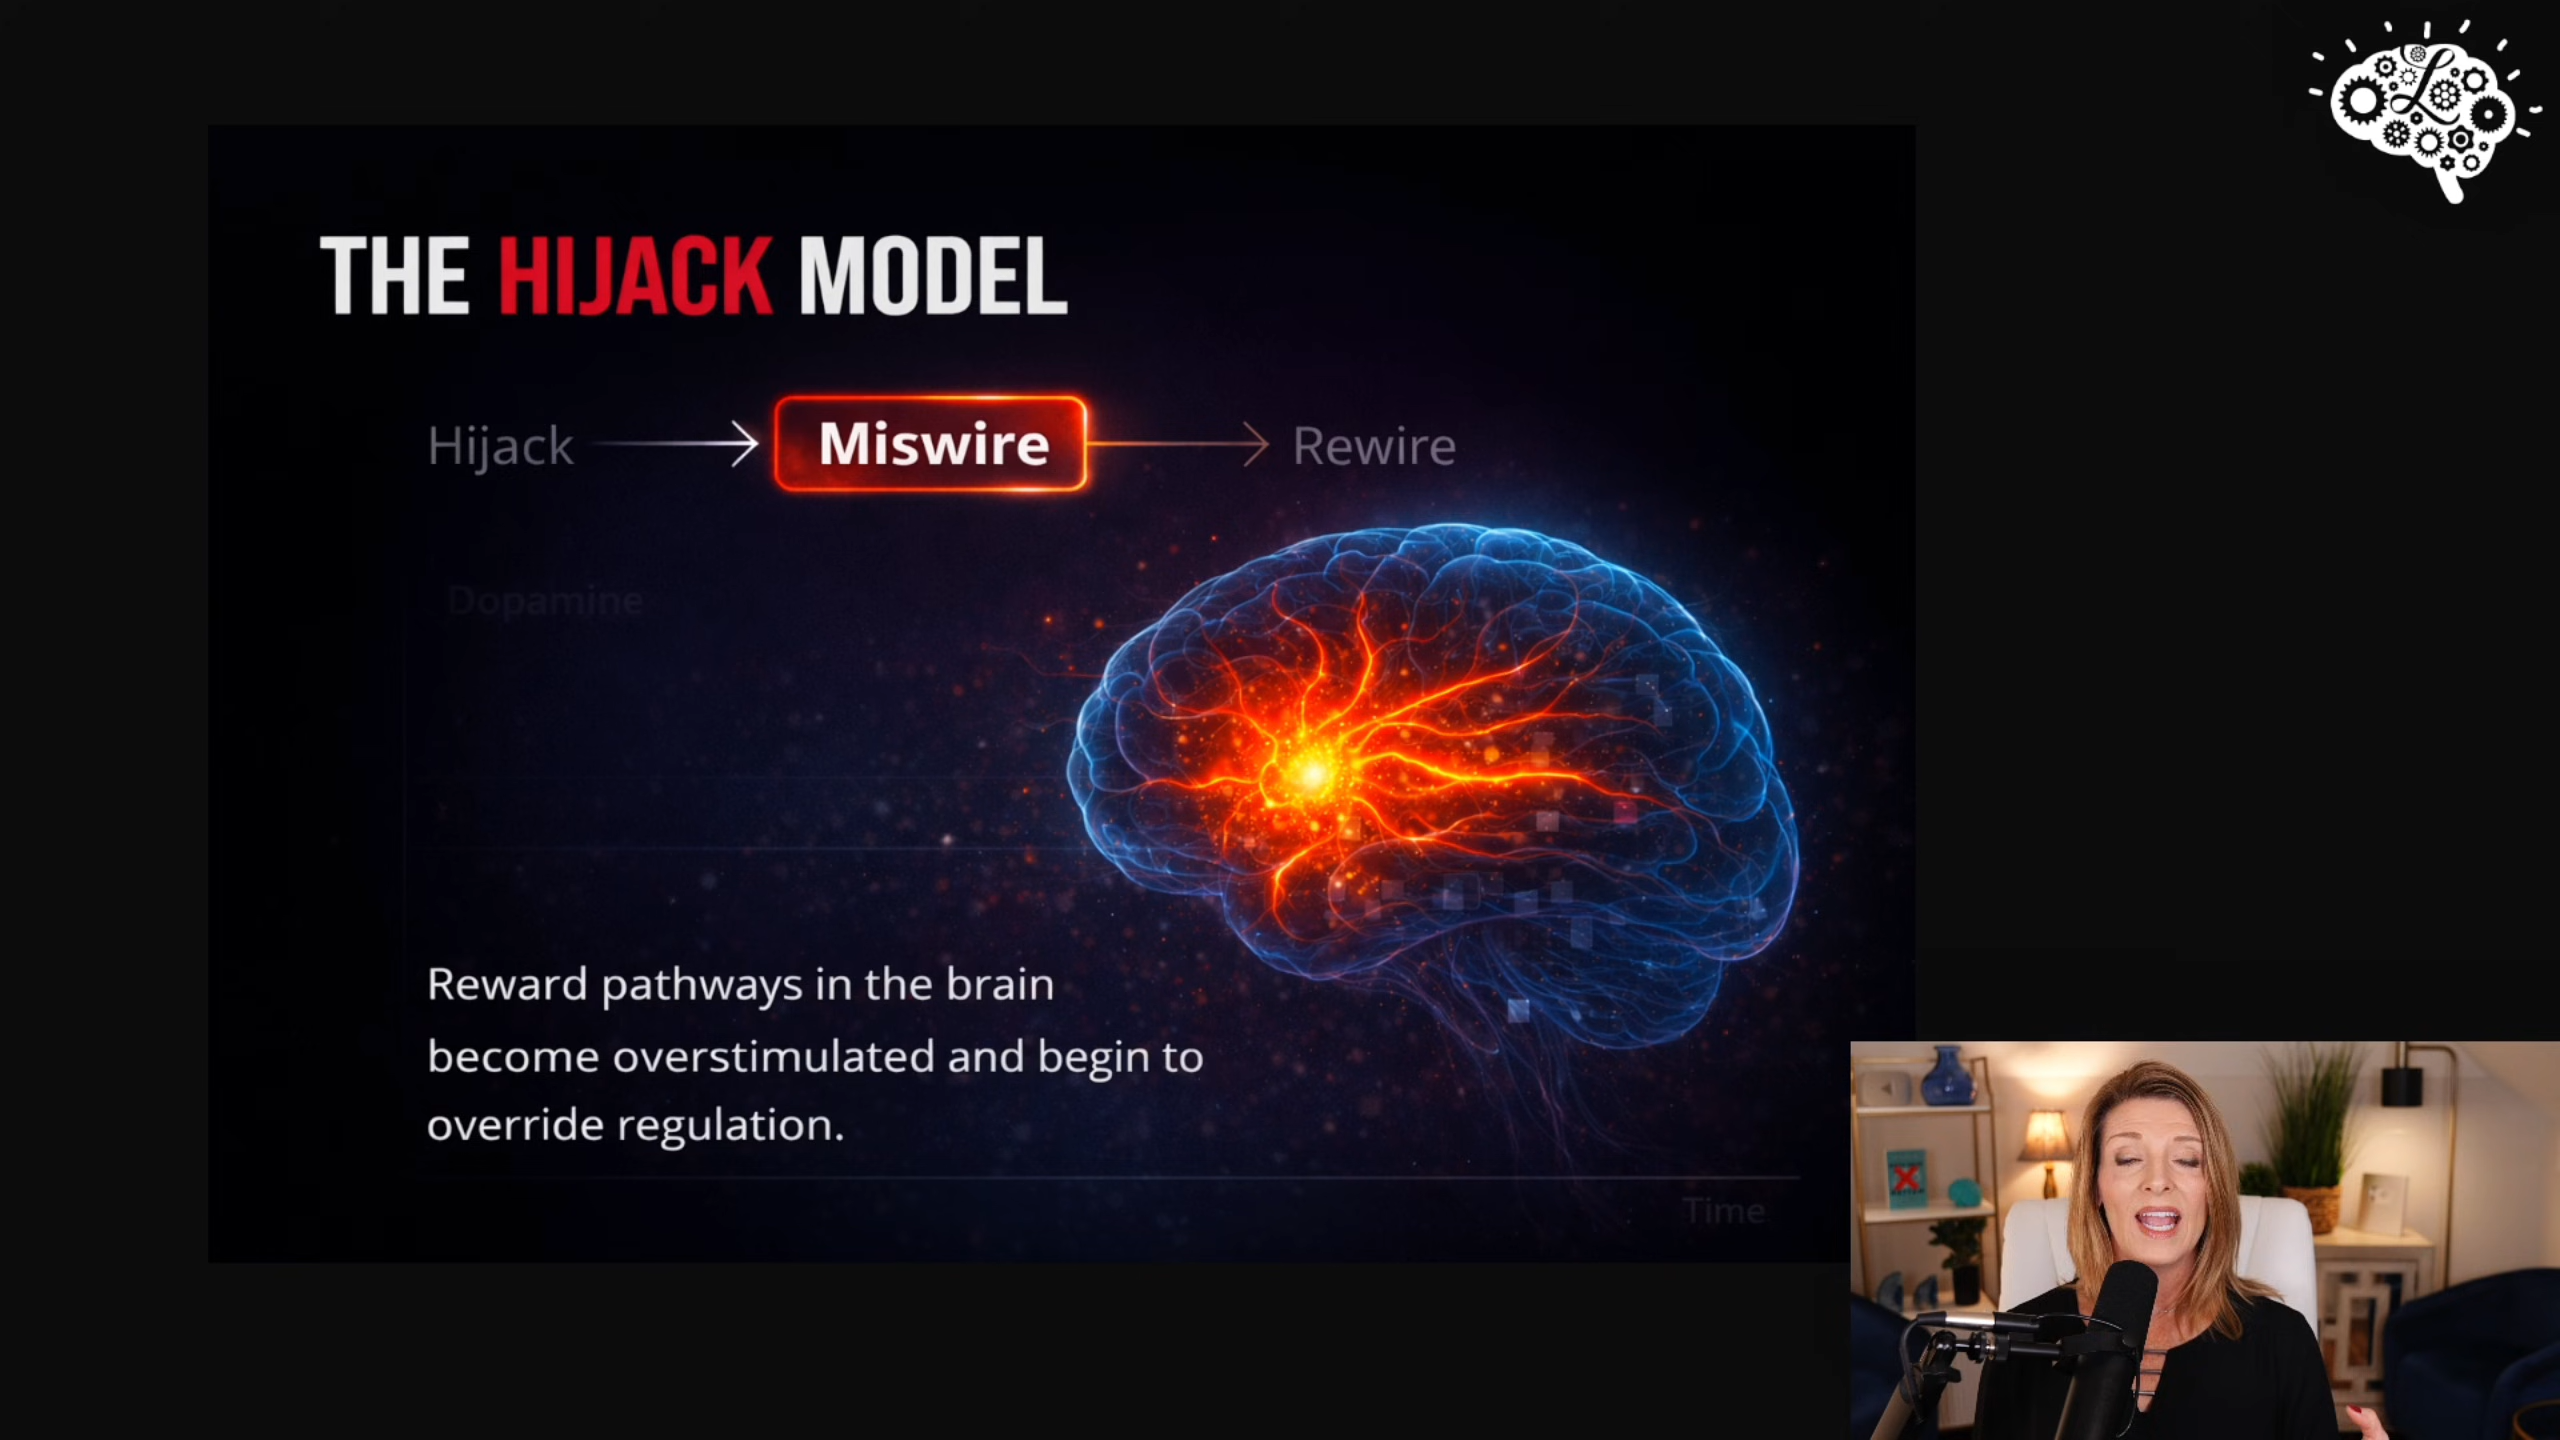 THE HIJACK MODEL
Hijack Miswire Rewire
Dopamine
Reward pathways in the brain
become overstimulated and begin to
override regulation.
Time